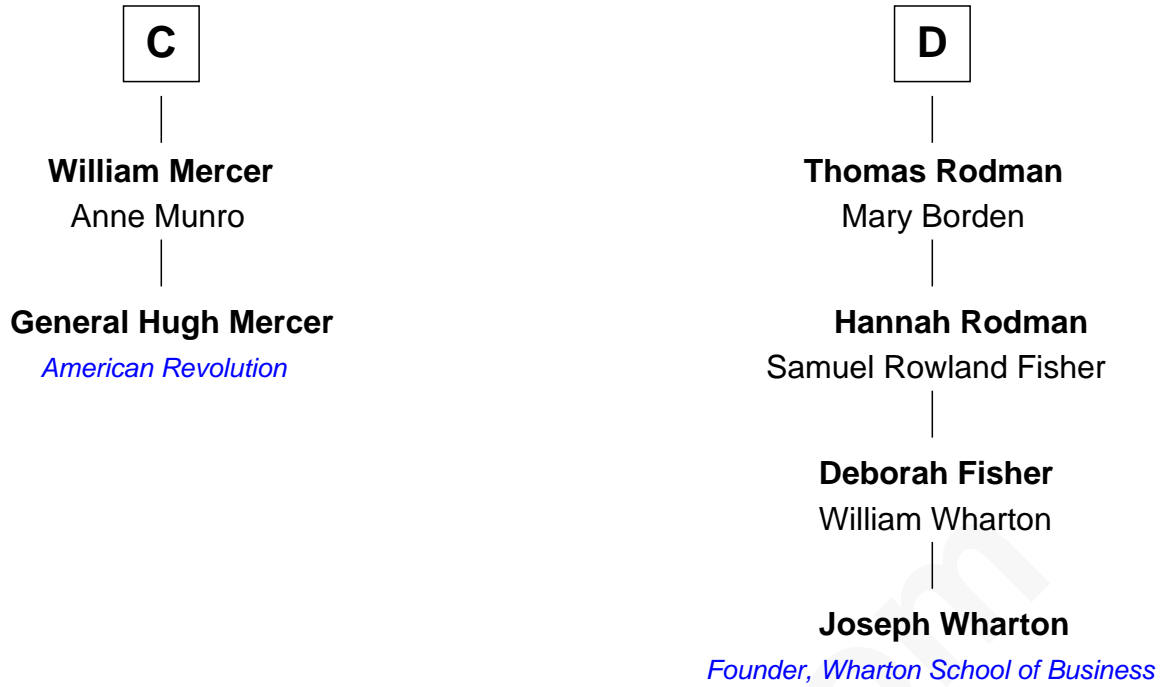 C
William Mercer
Anne Munro
General Hugh Mercer
American Revolution
D
Thomas Rodman
Mary Borden
Hannah Rodman
Samuel Rowland Fisher
Deborah Fisher
William Wharton
Joseph Wharton
Founder, Wharton School of Business